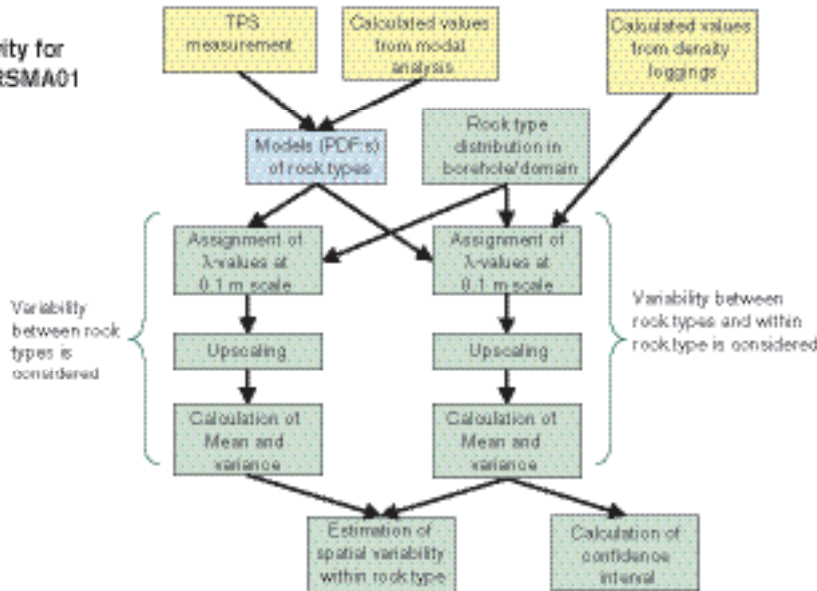 ity for
RSMA01
TPS
measurement
Calculated values
from modal
analysis
Calculated values
from density
loggings
Models (PDF:s)
of rock types
Rock type
distribution in
borehole/domain
Assignment of
λ-values at
0.1 m scale
Assignment of
λ-values at
0.1 m scale
Variability
between rock
types is
considered
Variability between
rock types and within
rock type is considered
Upscaling
Upscaling
Calculation of
Mean and
variance
Calculation of
Mean and
variance
Estimation of
spatial variability
within rock type
Calculation of
confidence
interval